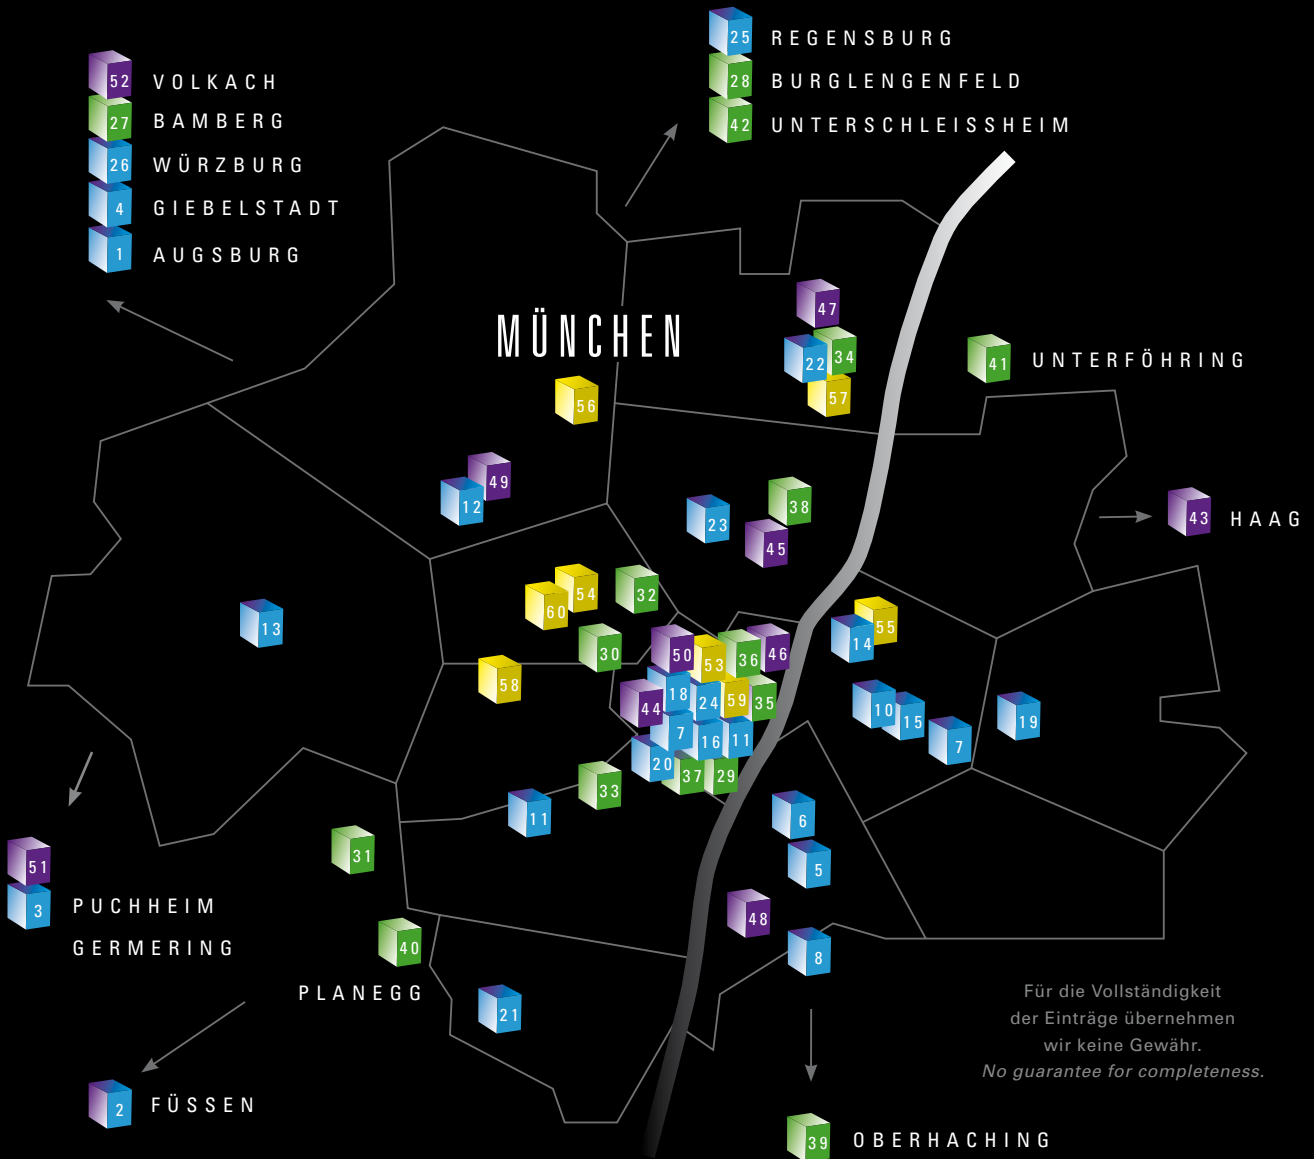 25 REGENSBURG
28 BURGLENGENFELD
42 UNTERSCHLEISSHEIM
52 VOLKACH
27 BAMBERG
26 WÜRZBURG
4 GIEBELSTADT
1 AUGSBURG
MÜNCHEN
47
22
34
57
41 UNTERFÖHRING
56
49
12
23
38
45
43 HAAG
13
60
54
32
30
58
50
53
36
46
44
18
24
59
35
7
16
11
20
37
29
55
14
10
15
7
19
33
11
6
5
48
8
31
51
3
PUCHHEIM
GERMERING
40
PLANEGG
21
Für die Vollständigkeit
der Einträge übernehmen
wir keine Gewähr.
No guarantee for completeness.
2 FÜSSEN
39 OBERHACHING